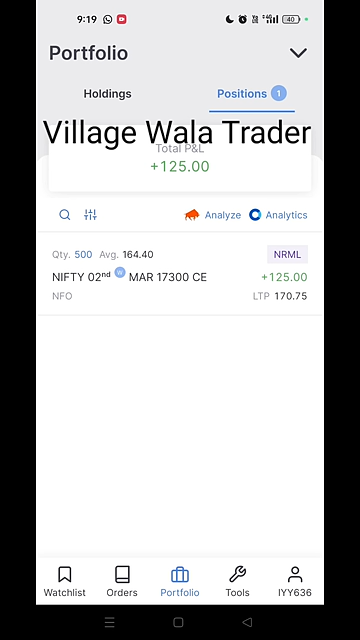 9:19
40
Portfolio
Holdings
Positions 1
Village Wala Trader
Total P&L
+125.00
Analyze
Analytics
Qty. 500 Avg. 164.40
NRML
NIFTY 02nd W MAR 17300 CE
+125.00
NFO
LTP 170.75
Watchlist
Orders
Portfolio
Tools
IYY636